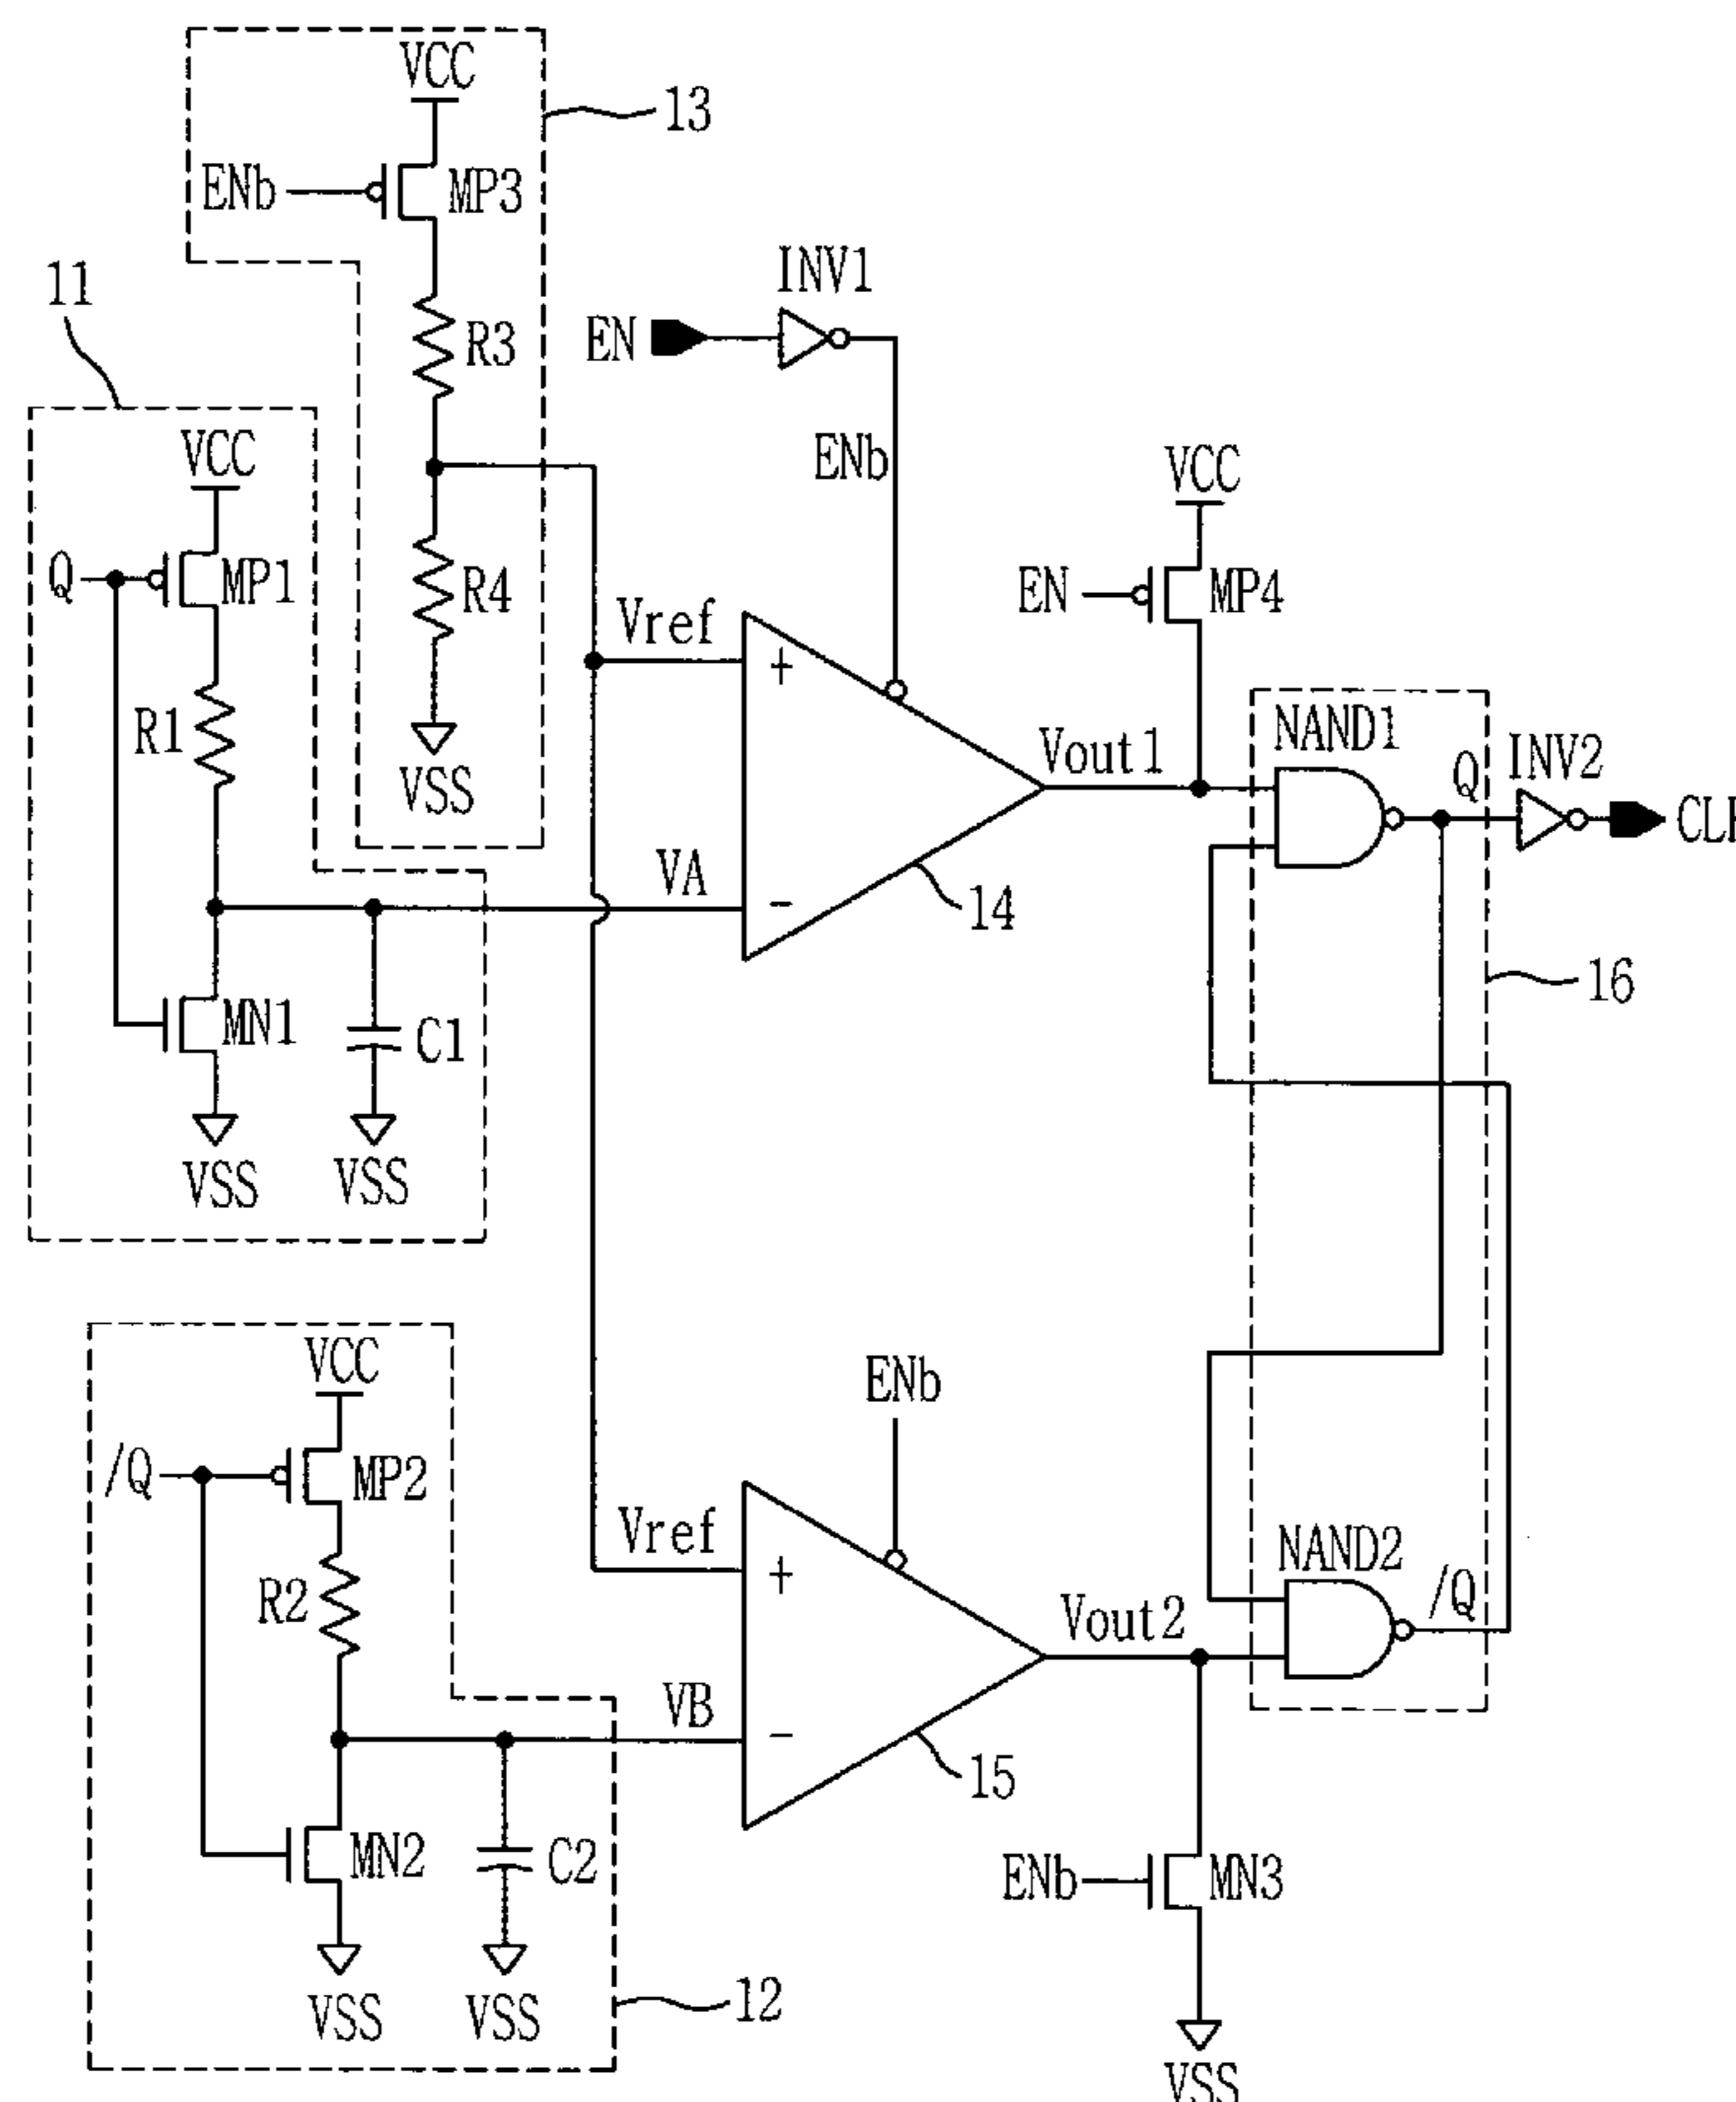 VCC
13
ENb
MP3
INV1
11
EN
R3
ENb
VCC
VCC
Q
MP1
R4
EN
MP4
Vref
R1
NAND1
Q
INV2
VSS
Vout1
CL
VA
14
16
MN1
C1
VSS
VSS
VCC
ENb
/Q
MP2
Vref
NAND2
R2
Vout2
/Q
VB
15
MN2
C2
ENb
MN3
VSS
VSS
12
VSS
+
-
+
-